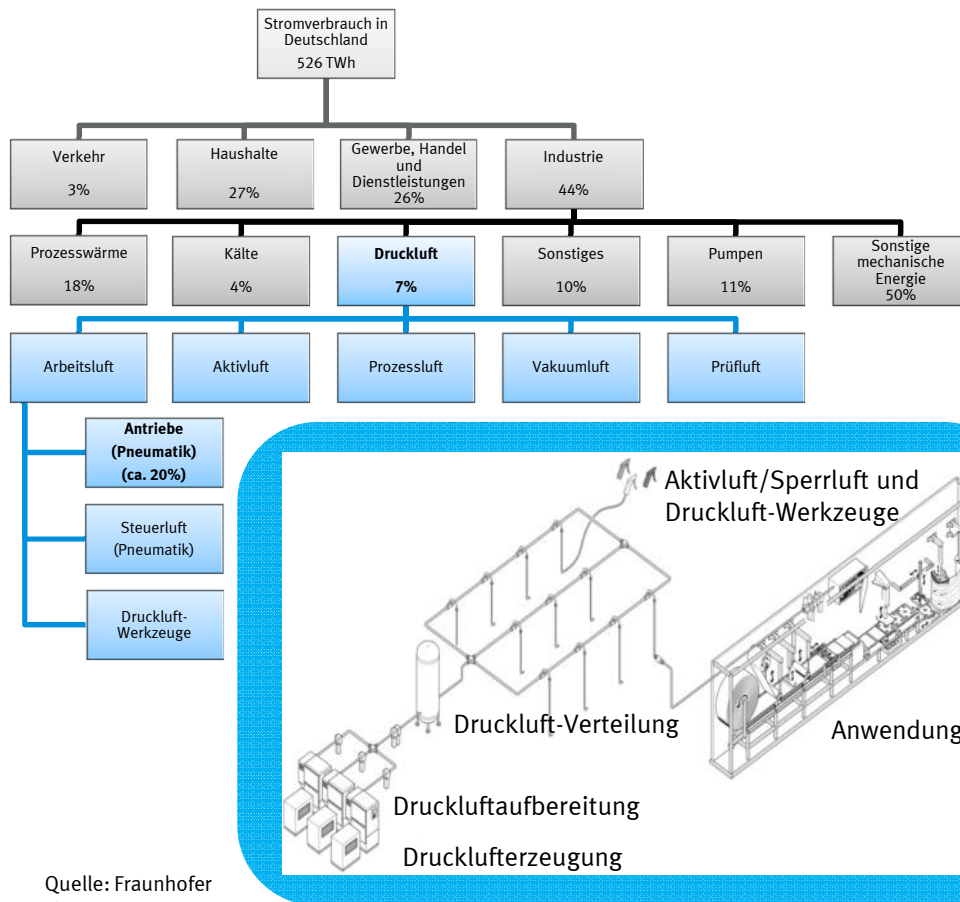 Stromverbrauch in
Deutschland
526 TWh
Verkehr
3%
Haushalte
27%
Gewerbe, Handel
und
Dienstleistungen
26%
Industrie
44%
Prozesswärme
18%
Kälte
4%
Druckluft
7%
Sonstiges
10%
Pumpen
11%
Sonstige
mechanische
Energie
50%
Arbeitsluft
Aktivluft
Prozessluft
Vakuumluft
Prüfluft
Antriebe
(Pneumatik)
(ca. 20%)
Steuerluft
(Pneumatik)
Druckluft-
Werkzeuge
Aktivluft/Sperrluft und
Druckluft-Werkzeuge
Druckluft-Verteilung
Anwendung
Druckluftaufbereitung
Drucklufterzeugung
Quelle: Fraunhofer